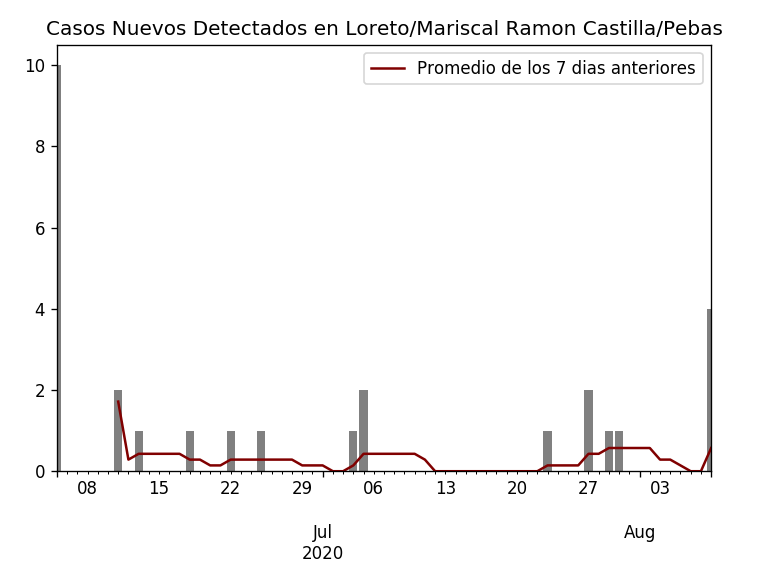 Casos Nuevos Detectados en Loreto/Mariscal Ramon Castilla/Pebas
Promedio de los 7 dias anteriores
10
8
6
4
2
0
08 15 22 29 06 13 20 27 03
Jul Aug
2020